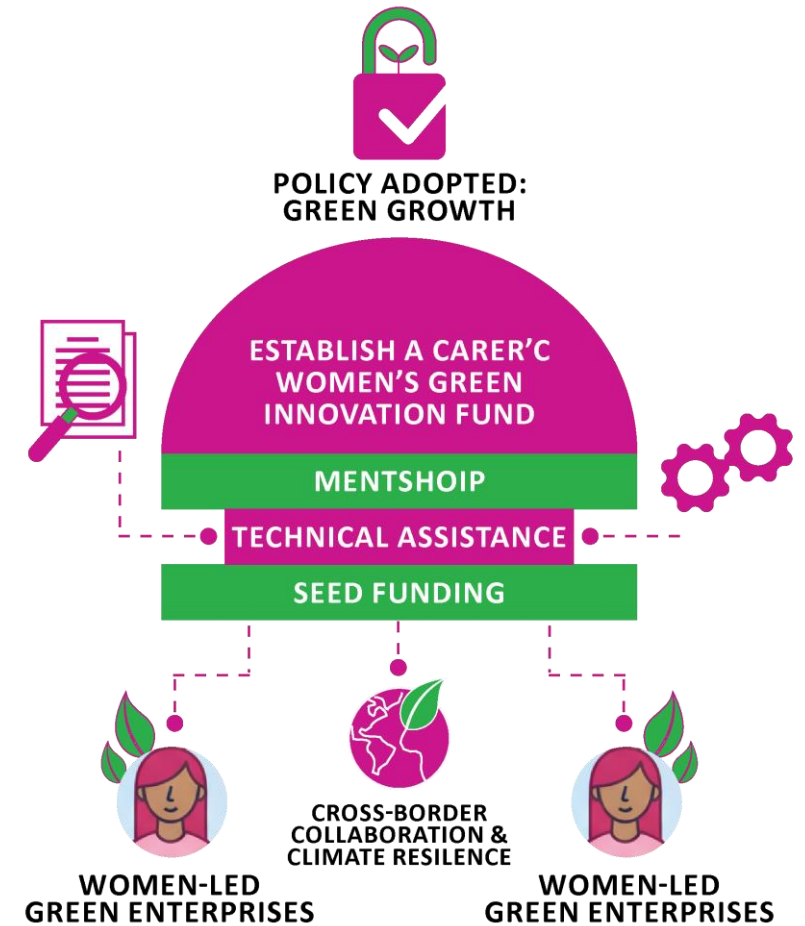 POLICY ADOPTED:
GREEN GROWTH
ESTABLISH A CARER'C
WOMEN'S GREEN
INNOVATION FUND
MENTSHOIP
TECHNICAL ASSISTANCE
SEED FUNDING
CROSS-BORDER
COLLABORATION &
CLIMATE RESILENCE
WOMEN-LED
GREEN ENTERPRISES
WOMEN-LED
GREEN ENTERPRISES